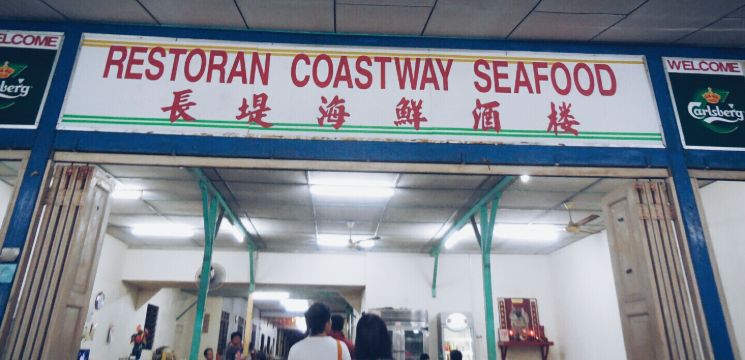 WELCOME
Carlsberg
RESTORAN COASTWAY SEAFOOD
長堤海鮮酒楼
WELCOME
Carlsberg